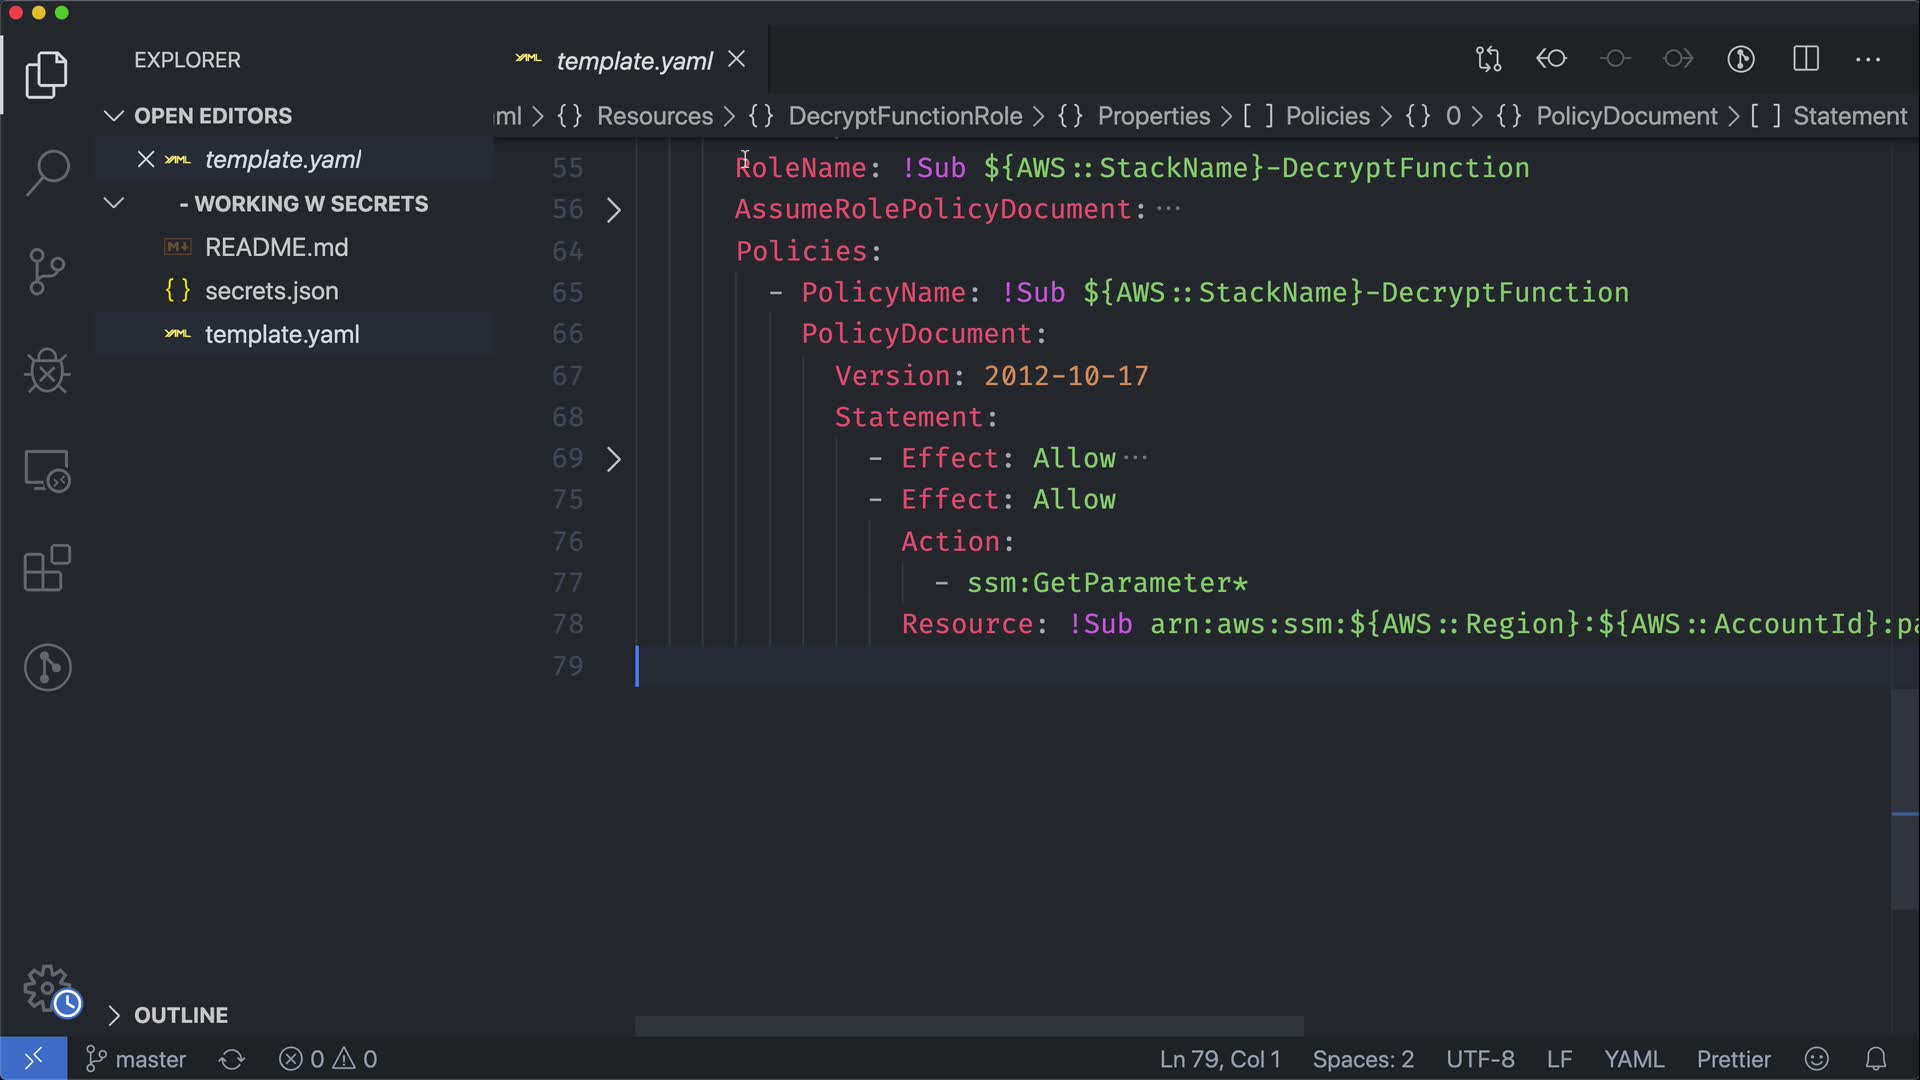 EXPLORER
OPEN EDITORS
template.yaml
- WORKING W SECRETS
README.md
{} secrets.json
template.yaml
OUTLINE
template.yaml
ml > {} Resources > {} DecryptFunctionRole > {} Properties > [ ] Policies > {} 0 > {} PolicyDocument > [ ] Statement
55 RoleName: !Sub ${AWS::StackName}-DecryptFunction
56 AssumeRolePolicyDocument: ···
64 Policies:
65 - PolicyName: !Sub ${AWS::StackName}-DecryptFunction
66 PolicyDocument:
67 Version: 2012-10-17
68 Statement:
69 - Effect: Allow ···
75 - Effect: Allow
76 Action:
77 - ssm:GetParameter*
78 Resource: !Sub arn:aws:ssm:${AWS::Region}:${AWS::AccountId}:pa
79
master 0 0 Ln 79, Col 1 Spaces: 2 UTF-8 LF YAML Prettier